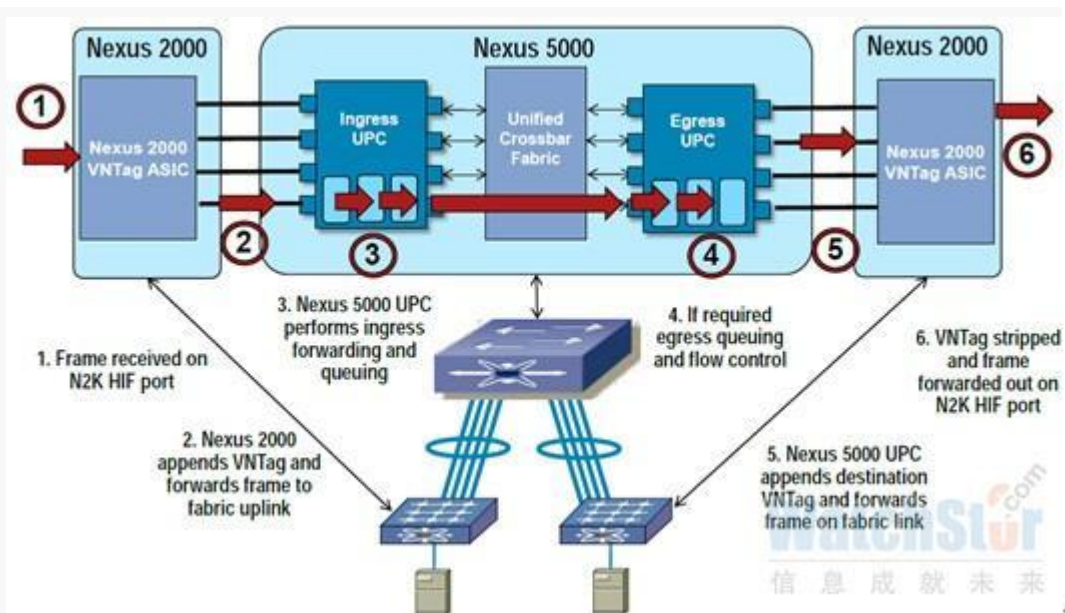 Nexus 2000
Nexus 5000
Nexus 2000
1
Nexus 2000
VNTag ASIC
2
Ingress
UPC
3
Unified
Crossbar
Fabric
Egress
UPC
4
5
Nexus 2000
VNTag ASIC
6
1. Frame received on
N2K HIF port
2. Nexus 2000
appends VNTag and
forwards frame to
fabric uplink
3. Nexus 5000 UPC
performs ingress
forwarding and
queuing
4. If required
egress queuing
and flow control
5. Nexus 5000 UPC
appends destination
VNTag and forwards
frame on fabric link
6. VNTag stripped
and frame
forwarded out on
N2K HIF port
WatchStor.com
信息成就未来